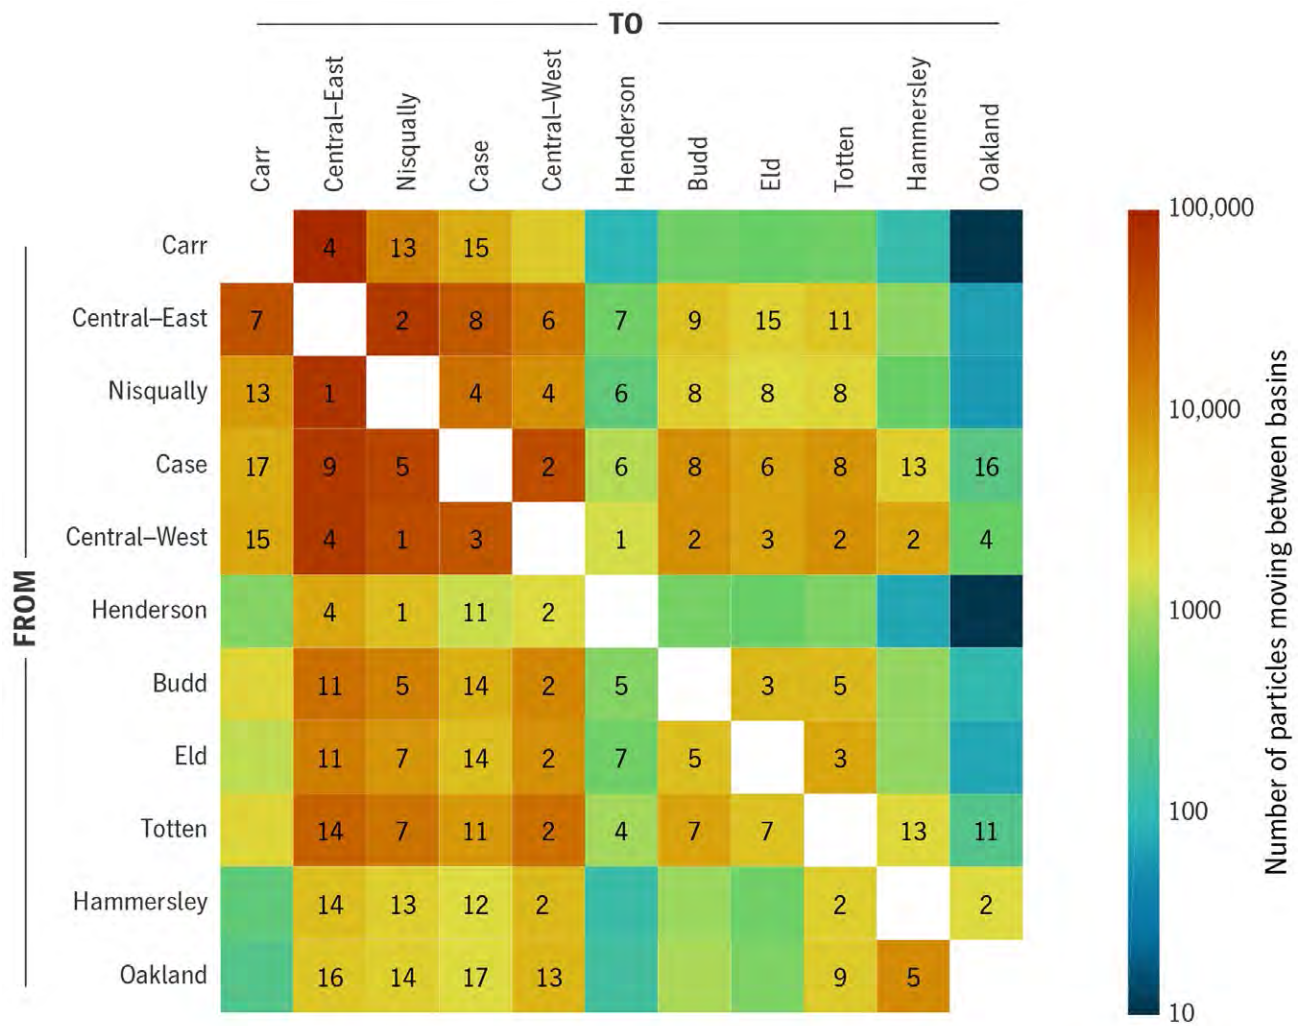 TO
Carr
Central–East
Nisqually
Case
Central–West
Henderson
Budd
Eld
Totten
Hammersley
Oakland
FROM
Carr 4 13 15
Central–East 7 2 8 6 7 9 15 11
Nisqually 13 1 4 4 6 8 8 8
Case 17 9 5 2 6 8 6 8 13 16
Central–West 15 4 1 3 1 2 3 2 2 4
Henderson 4 1 11 2
Budd 11 5 14 2 5 3 5
Eld 11 7 14 2 7 5 3
Totten 14 7 11 2 4 7 7 13 11
Hammersley 14 13 12 2 2 2
Oakland 16 14 17 13 9 5
100,000
10,000
1000
100
10
Number of particles moving between basins